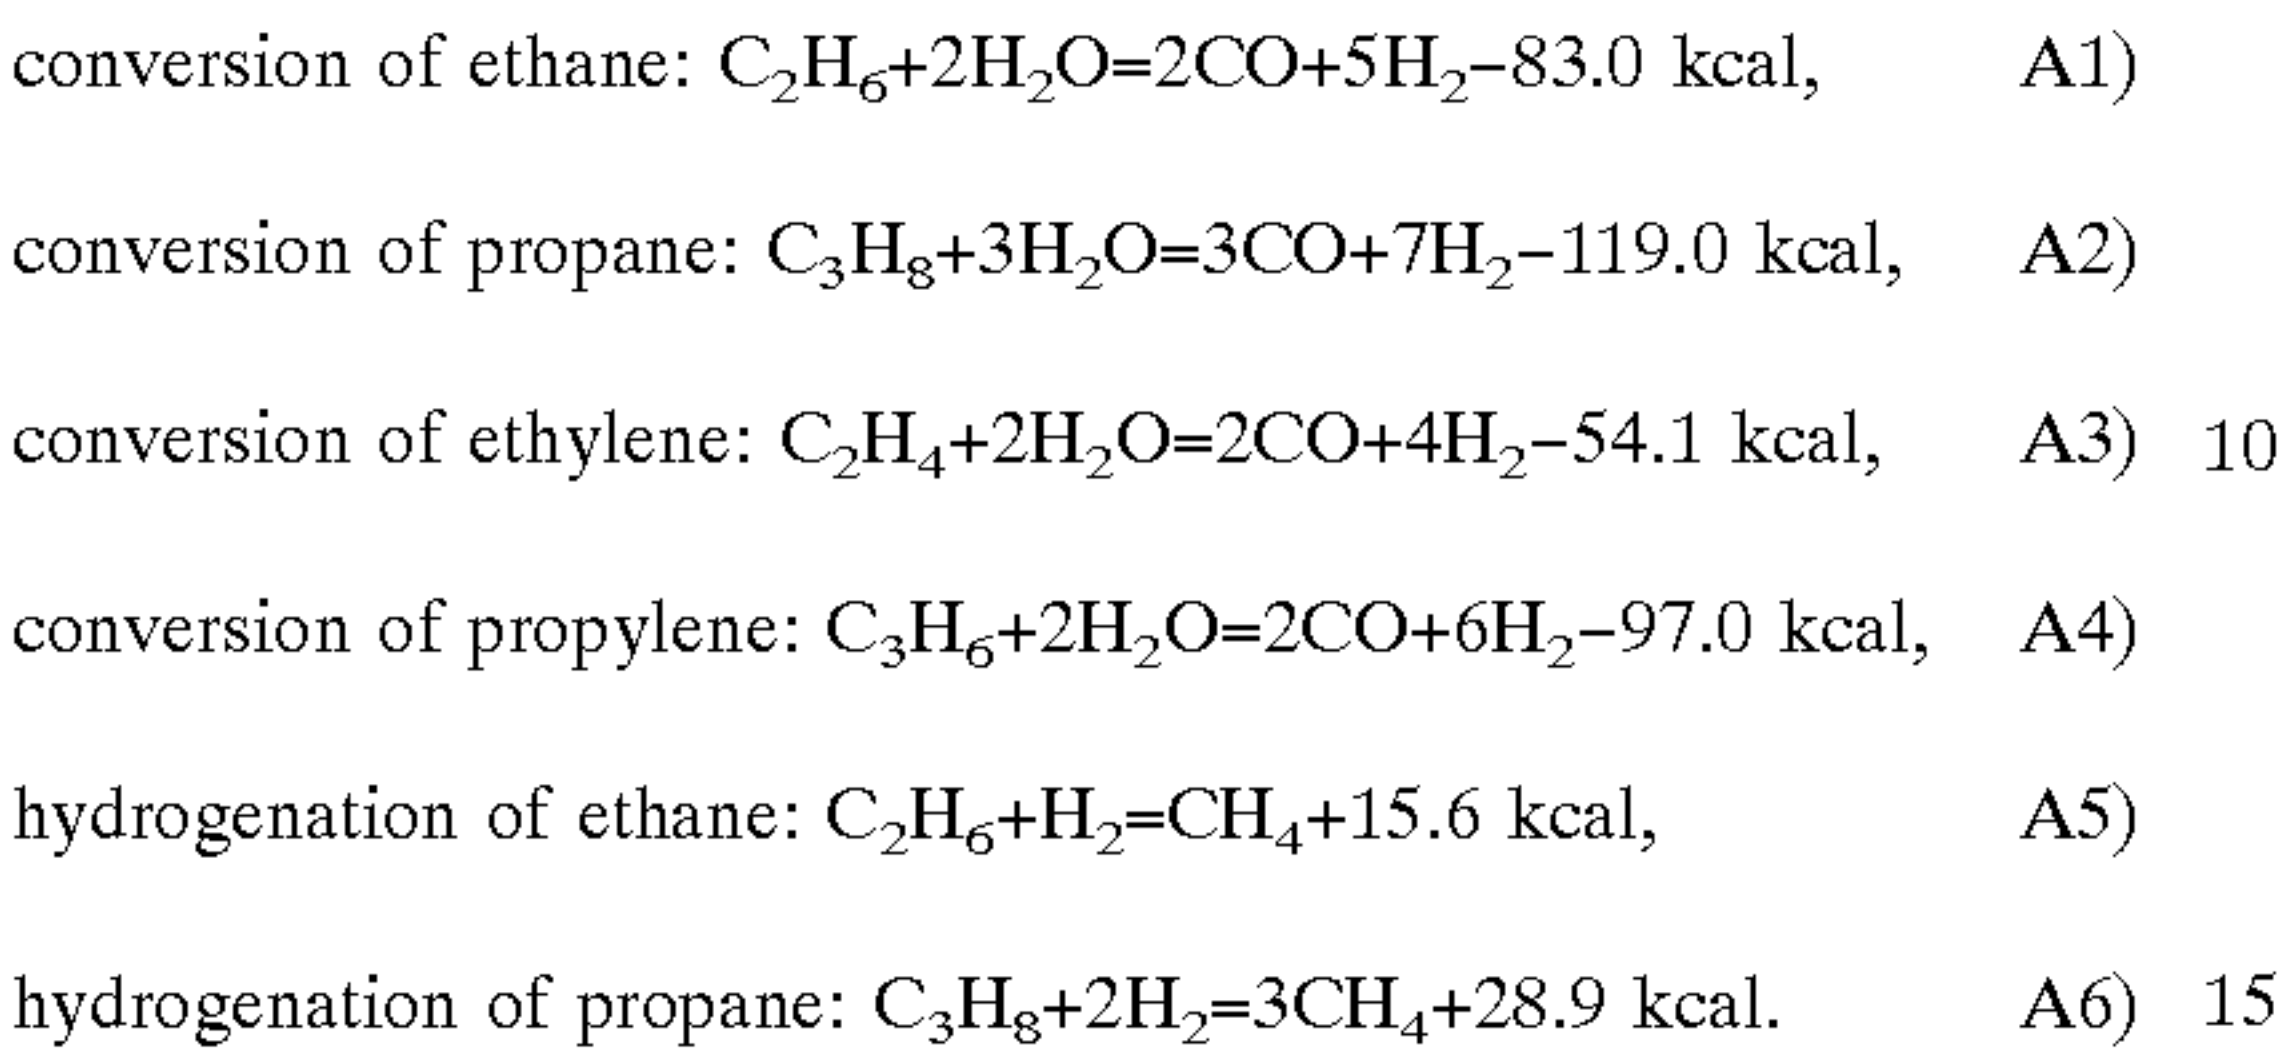 conversion of ethane: C₂H₆+2H₂O=2CO+5H₂−83.0 kcal, A1)
conversion of propane: C₃H₈+3H₂O=3CO+7H₂−119.0 kcal, A2)
conversion of ethylene: C₂H₄+2H₂O=2CO+4H₂−54.1 kcal, A3) 10
conversion of propylene: C₃H₆+2H₂O=2CO+6H₂−97.0 kcal, A4)
hydrogenation of ethane: C₂H₆+H₂=CH₄+15.6 kcal, A5)
hydrogenation of propane: C₃H₈+2H₂=3CH₄+28.9 kcal. A6) 15